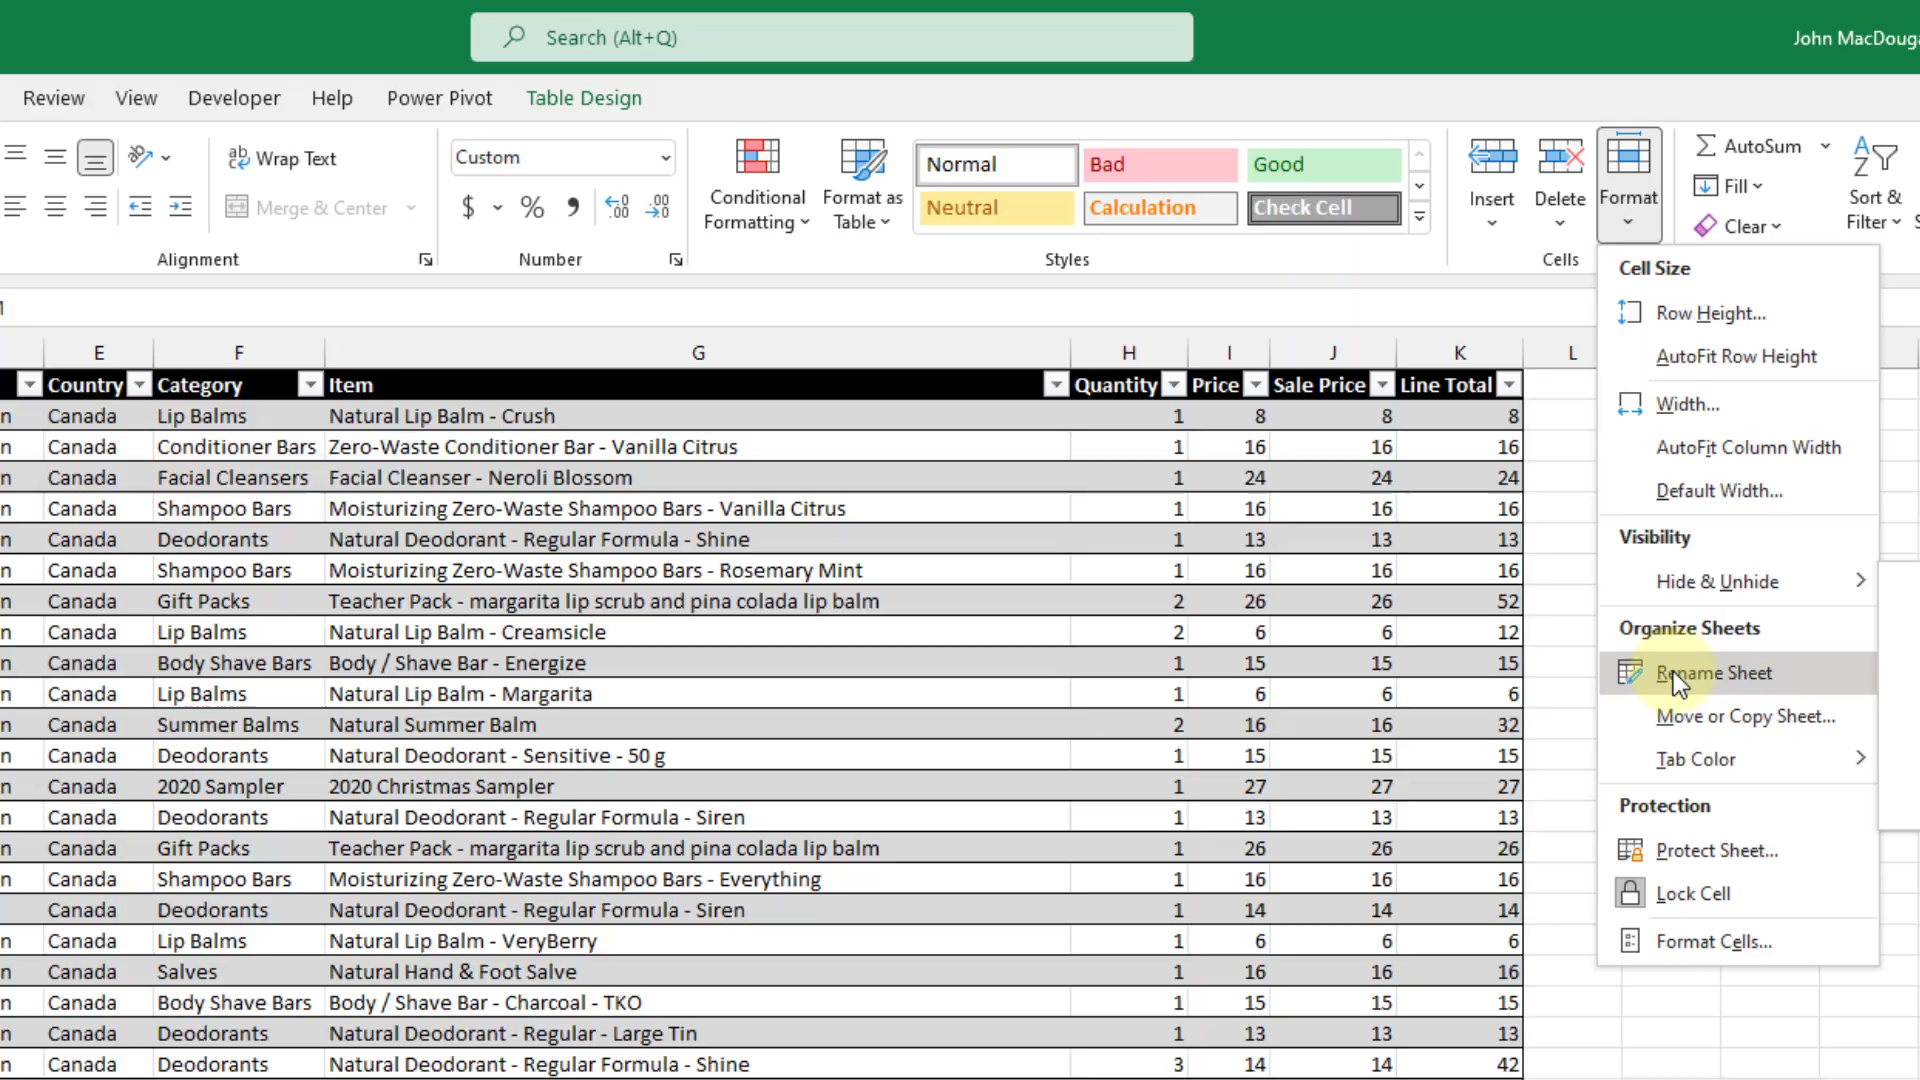 Search (Alt+Q)
John MacDouga
Review View Developer Help Power Pivot Table Design
Wrap Text
Merge & Center
Custom
$ % 9 .00 .00
Conditional Formatting
Format as Table
Normal Bad Good
Neutral Calculation Check Cell
Insert Delete Format
AutoSum
Fill
Clear
Sort &
Filter
Alignment Number Styles Cells
Cell Size
Row Height...
AutoFit Row Height
Width...
AutoFit Column Width
Default Width...
Visibility
Hide & Unhide
Organize Sheets
Rename Sheet
Move or Copy Sheet...
Tab Color
Protection
Protect Sheet...
Lock Cell
Format Cells...
E F G H I J K L
Country Category Item Quantity Price Sale Price Line Total
n Canada Lip Balms Natural Lip Balm - Crush 1 8 8 8
n Canada Conditioner Bars Zero-Waste Conditioner Bar - Vanilla Citrus 1 16 16 16
n Canada Facial Cleansers Facial Cleanser - Neroli Blossom 1 24 24 24
n Canada Shampoo Bars Moisturizing Zero-Waste Shampoo Bars - Vanilla Citrus 1 16 16 16
n Canada Deodorants Natural Deodorant - Regular Formula - Shine 1 13 13 13
n Canada Shampoo Bars Moisturizing Zero-Waste Shampoo Bars - Rosemary Mint 1 16 16 16
n Canada Gift Packs Teacher Pack - margarita lip scrub and pina colada lip balm 2 26 26 52
n Canada Lip Balms Natural Lip Balm - Creamsicle 2 6 6 12
n Canada Body Shave Bars Body / Shave Bar - Energize 1 15 15 15
n Canada Lip Balms Natural Lip Balm - Margarita 1 6 6 6
n Canada Summer Balms Natural Summer Balm 2 16 16 32
n Canada Deodorants Natural Deodorant - Sensitive - 50 g 1 15 15 15
n Canada 2020 Sampler 2020 Christmas Sampler 1 27 27 27
n Canada Deodorants Natural Deodorant - Regular Formula - Siren 1 13 13 13
n Canada Gift Packs Teacher Pack - margarita lip scrub and pina colada lip balm 1 26 26 26
n Canada Shampoo Bars Moisturizing Zero-Waste Shampoo Bars - Everything 1 16 16 16
Canada Deodorants Natural Deodorant - Regular Formula - Siren 1 14 14 14
n Canada Lip Balms Natural Lip Balm - VeryBerry 1 6 6 6
n Canada Salves Natural Hand & Foot Salve 1 16 16 16
n Canada Body Shave Bars Body / Shave Bar - Charcoal - TKO 1 15 15 15
n Canada Deodorants Natural Deodorant - Regular - Large Tin 1 13 13 13
n Canada Deodorants Natural Deodorant - Regular Formula - Shine 3 14 14 42